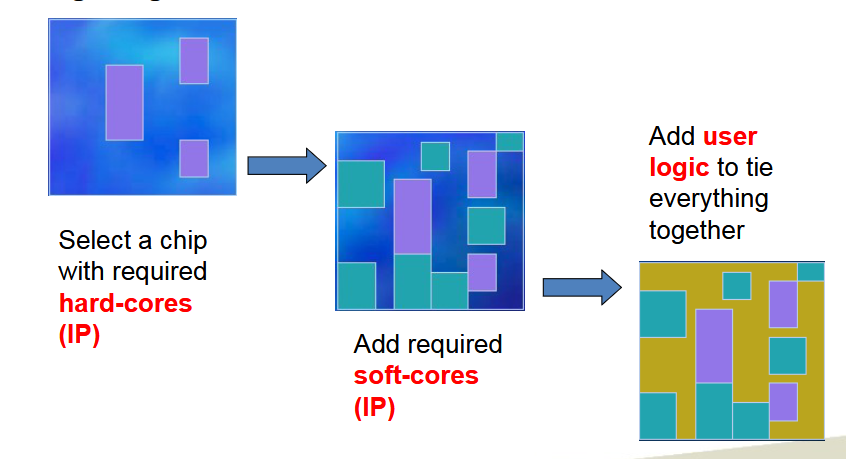 Select a chip
with required
hard-cores
(IP)
Add required
soft-cores
(IP)
Add user
logic to tie
everything
together